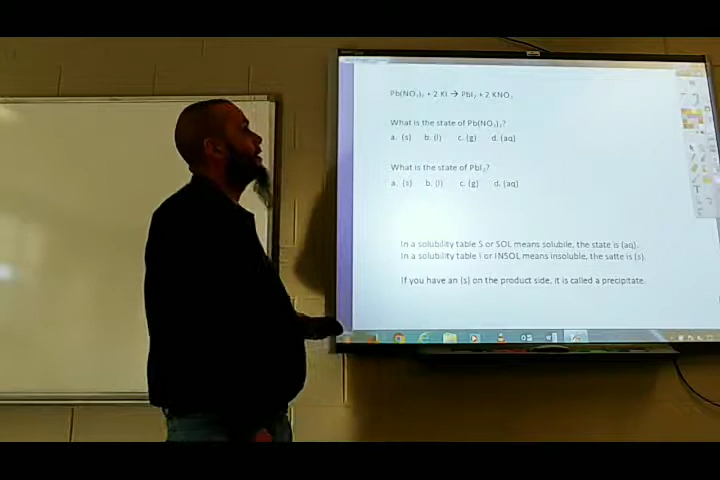 Pb(NO₃)₂ + 2 KI → PbI₂ + 2 KNO₃
What is the state of Pb(NO₃)₂?
a. (s) b. (l) c. (g) d. (aq)
What is the state of PbI₂?
a. (s) b. (l) c. (g) d. (aq)
In a solubility table S or SOL means solubile, the state is (aq).
In a solubility table I or INSOL means insoluble, the satte is (s).
If you have an (s) on the product side, it is called a precipitate.